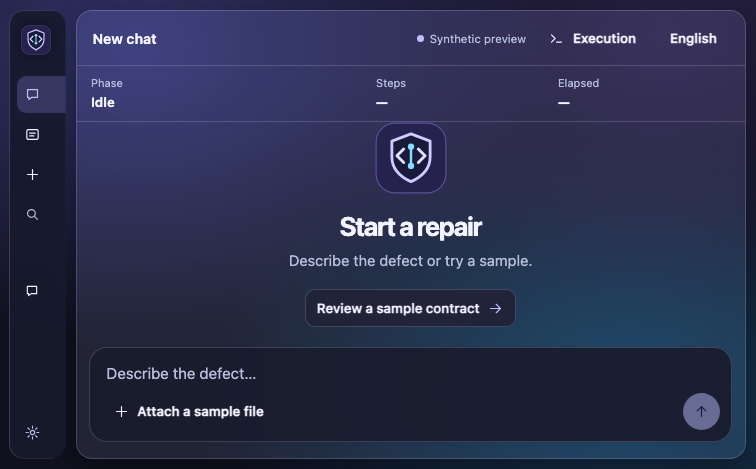 New chat
Synthetic preview
Execution
English
Phase
Steps
Elapsed
Idle
—
—
Start a repair
Describe the defect or try a sample.
Review a sample contract →
Describe the defect...
+ Attach a sample file